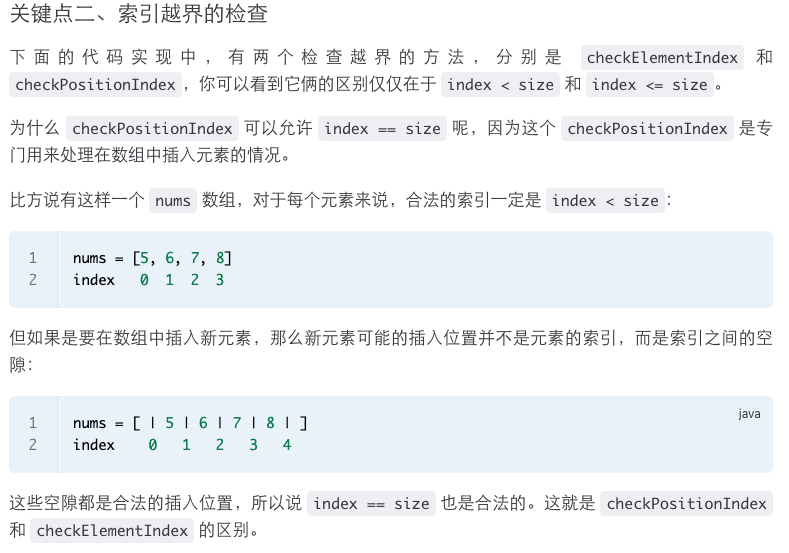 关键点二、索引越界的检查
下面的代码实现中，有两个检查越界的方法，分别是 checkElementIndex 和
checkPositionIndex，你可以看到它俩的区别仅仅在于 index < size 和 index <= size 。
为什么 checkPositionIndex 可以允许 index == size 呢，因为这个 checkPositionIndex 是专
门用来处理在数组中插入元素的情况。
比方说有这样一个 nums 数组，对于每个元素来说，合法的索引一定是 index < size ：
1 nums = [5, 6, 7, 8]
2 index 0 1 2 3
但如果是要在数组中插入新元素，那么新元素可能的插入位置并不是元素的索引，而是索引之间的空
隙：
java
1 nums = [ | 5 | 6 | 7 | 8 | ]
2 index 0 1 2 3 4
这些空隙都是合法的插入位置，所以说 index == size 也是合法的。这就是 checkPositionIndex
和 checkElementIndex 的区别。